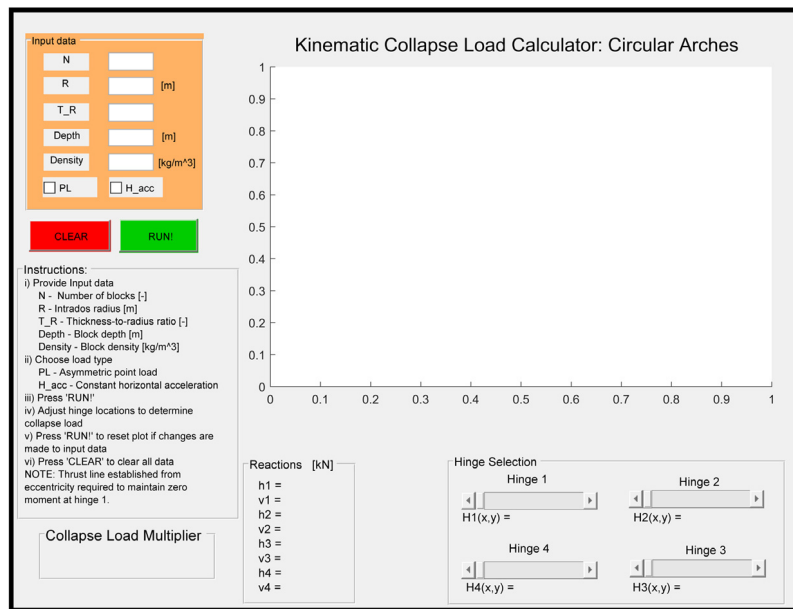 Input data
N
R [m]
T_R
Depth [m]
Density [kg/m^3]
PL H_acc
CLEAR RUN!
Instructions:
i) Provide Input data
N - Number of blocks [-]
R - Intrados radius [m]
T_R - Thickness-to-radius ratio [-]
Depth - Block depth [m]
Density - Block density [kg/m^3]
ii) Choose load type
PL - Asymmetric point load
H_acc - Constant horizontal acceleration
iii) Press 'RUN!'
iv) Adjust hinge locations to determine
collapse load
v) Press 'RUN!' to reset plot if changes are
made to input data
vi) Press 'CLEAR' to clear all data
NOTE: Thrust line established from
eccentricity required to maintain zero
moment at hinge 1.
Collapse Load Multiplier
Kinematic Collapse Load Calculator: Circular Arches
1
0.9
0.8
0.7
0.6
0.5
0.4
0.3
0.2
0.1
0
0 0.1 0.2 0.3 0.4 0.5 0.6 0.7 0.8 0.9 1
Reactions [kN]
h1 =
v1 =
h2 =
v2 =
h3 =
v3 =
h4 =
v4 =
Hinge Selection
Hinge 1
H1(x,y) =
Hinge 2
H2(x,y) =
Hinge 4
H4(x,y) =
Hinge 3
H3(x,y) =